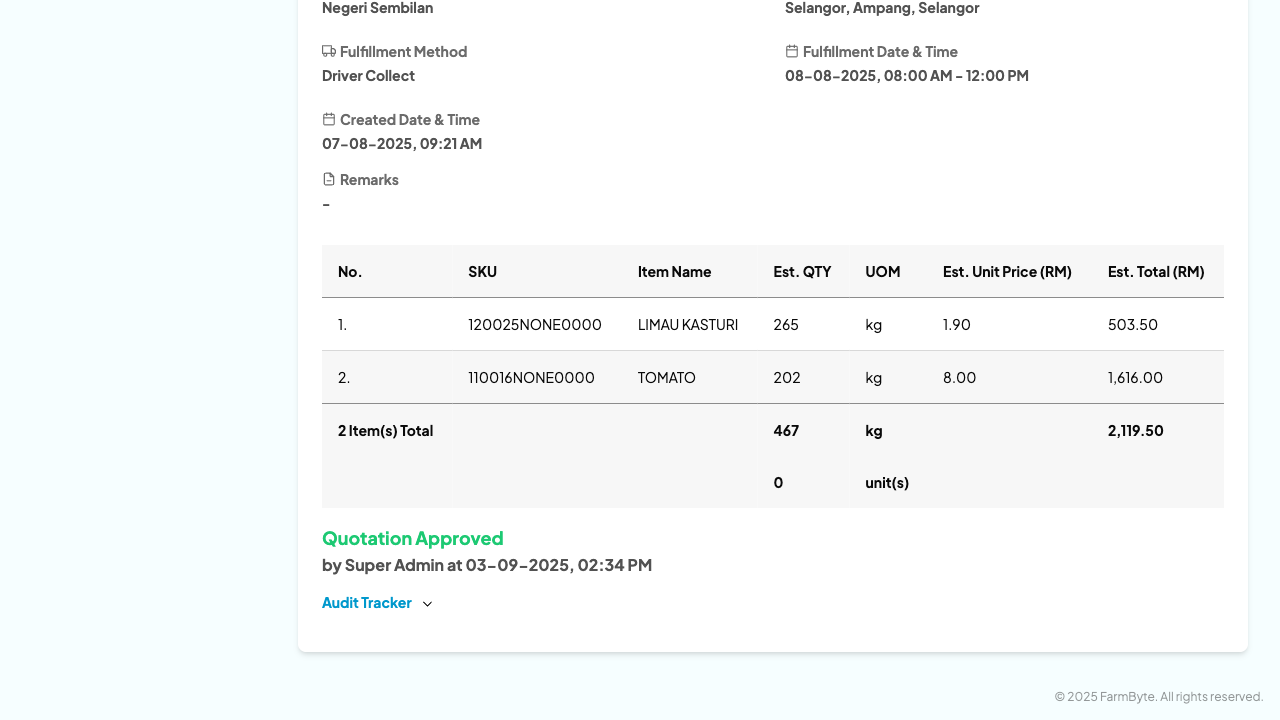 Negeri Sembilan
Selangor, Ampang, Selangor
Fulfillment Method
Fulfillment Date & Time
Driver Collect
08-08-2025, 08:00 AM - 12:00 PM
Created Date & Time
07-08-2025, 09:21 AM
Remarks
-
No. SKU Item Name Est. QTY UOM Est. Unit Price (RM) Est. Total (RM)
1. 120025NONE0000 LIMAU KASTURI 265 kg 1.90 503.50
2. 110016NONE0000 TOMATO 202 kg 8.00 1,616.00
2 Item(s) Total 467 kg 2,119.50
0 unit(s)
Quotation Approved
by Super Admin at 03-09-2025, 02:34 PM
Audit Tracker
© 2025 FarmByte. All rights reserved.